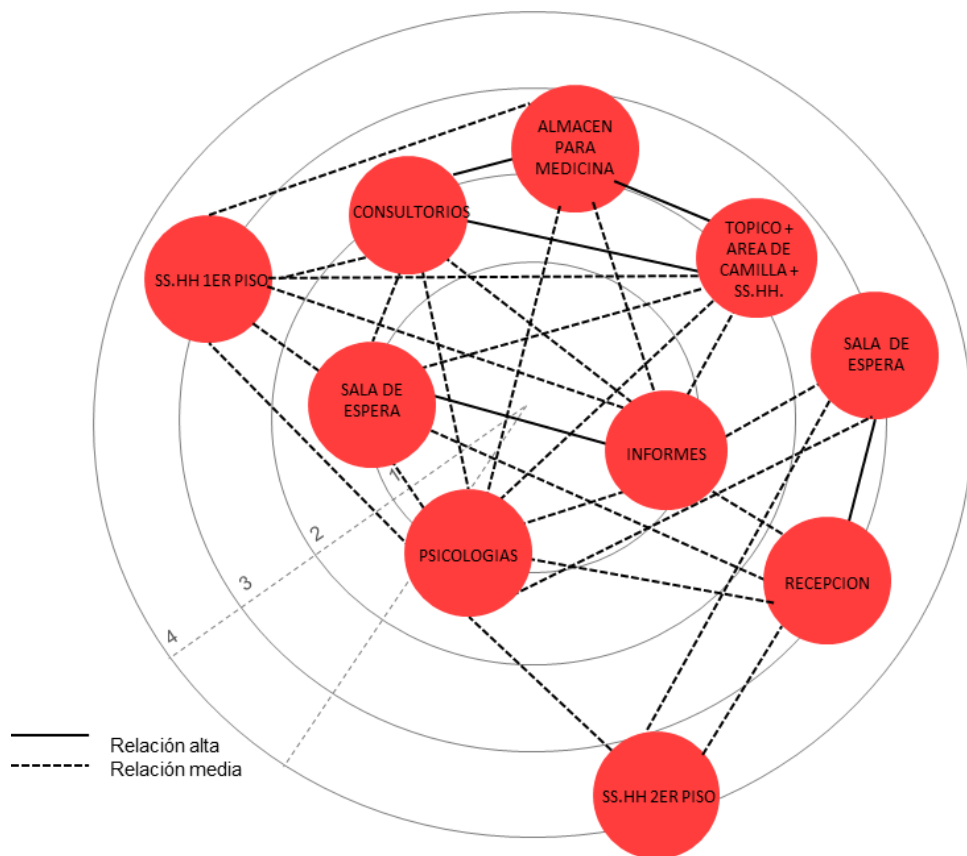 ALMACEN
PARA
MEDICINA
CONSULTORIOS
TOPICO +
AREA DE
CAMILLA +
SS.HH.
SS.HH 1ER PISO
SALA DE
ESPERA
SALA DE
ESPERA
INFORMES
PSICOLOGIAS
RECEPCION
1
2
3
4
SS.HH 2ER PISO
Relación alta
Relación media